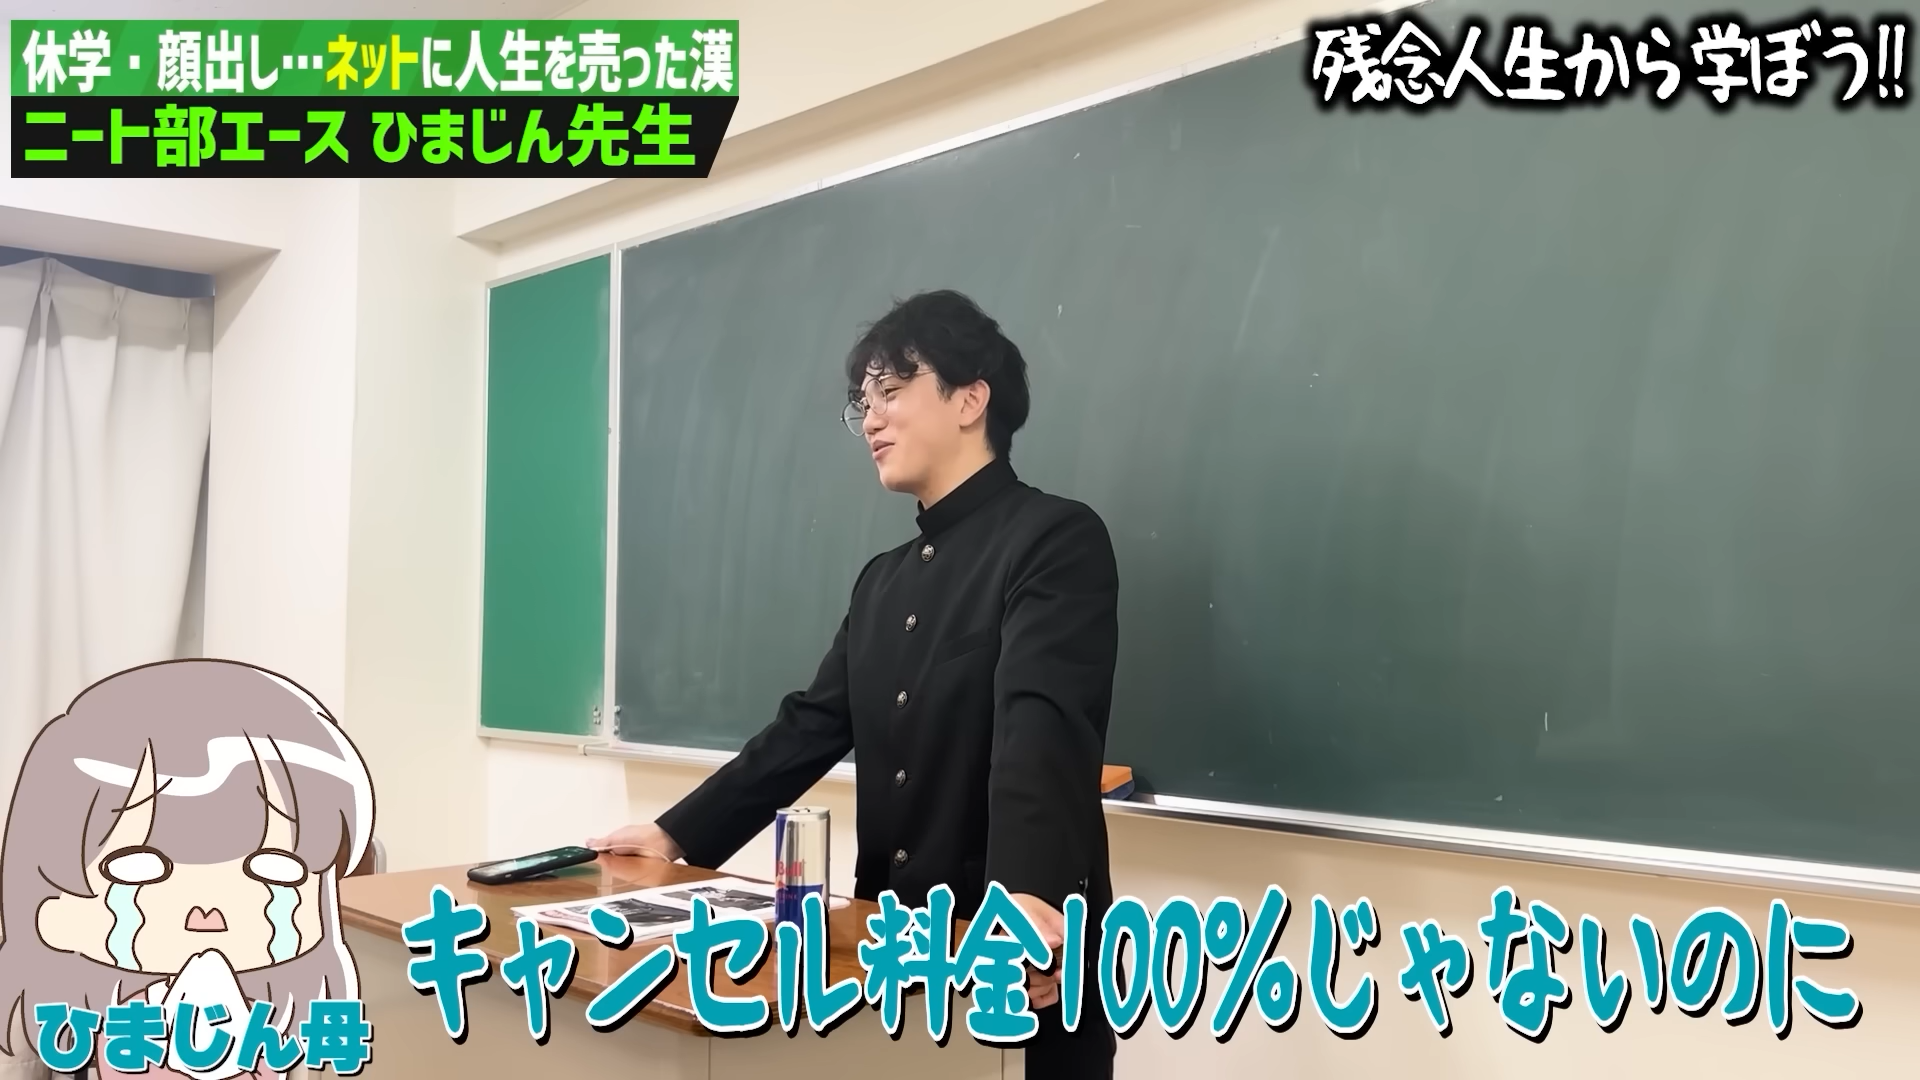 休学・顔出し…ネットに人生を売った漢
ニート部エース ひまじん先生
残念人生から学ぼう!!
Bull
キャンセル料金100%じゃないのに
ひまじん母